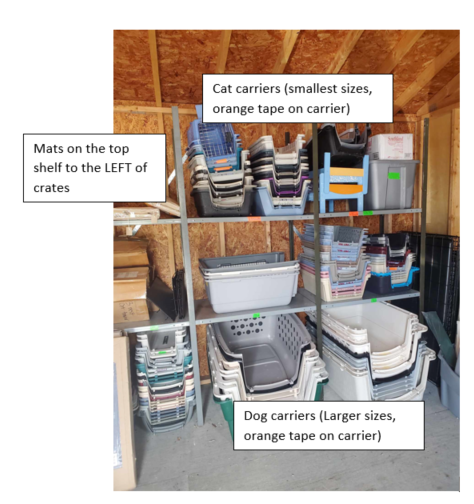 Cat carriers (smallest sizes,
orange tape on carrier)
Mats on the top
shelf to the LEFT of
crates
Dog carriers (Larger sizes,
orange tape on carrier)